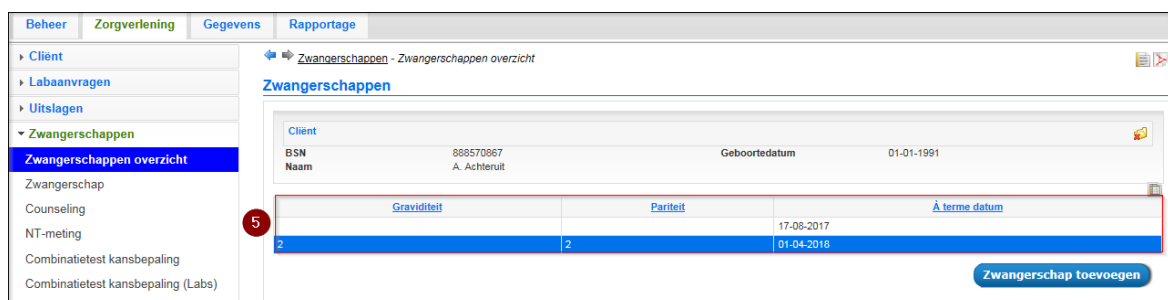 Beheer Zorgverlening Gegevens Rapportage
Cliënt
Zwangerschappen - Zwangerschappen overzicht
Labaanvragen
Zwangerschappen
Uitslagen
Zwangerschappen
Cliënt
Zwangerschappen overzicht
BSN 888570867 Geboortedatum 01-01-1991
Naam A. Achteruit
Zwangerschap
Counseling
Graviditeit Pariteit À terme datum
5
17-08-2017
NT-meting
2 2 01-04-2018
Combinatietest kansbepaling
Zwangerschap toevoegen
Combinatietest kansbepaling (Labs)